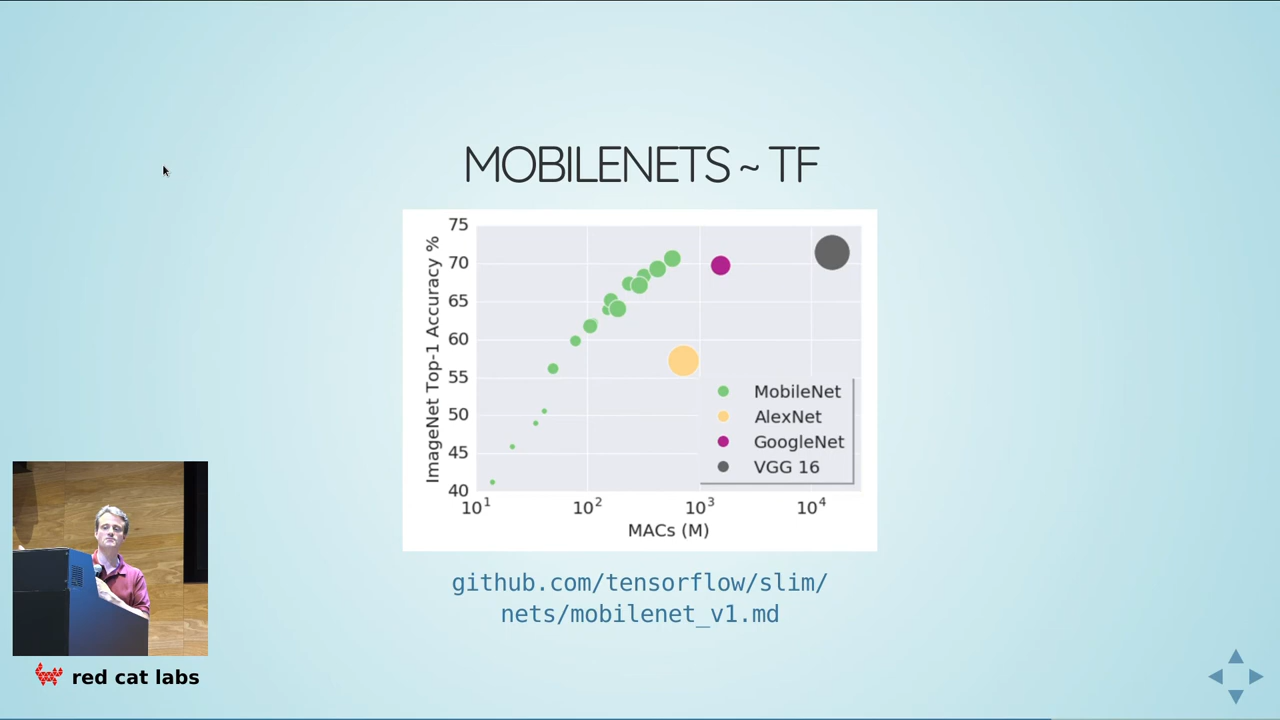 MOBILENETS ~ TF
ImageNet Top-1 Accuracy %
75
70
65
60
55
50
45
40
10¹ 10² 10³ 10⁴
MACs (M)
MobileNet
AlexNet
GoogleNet
VGG 16
github.com/tensorflow/slim/
nets/mobilenet_v1.md
red cat labs